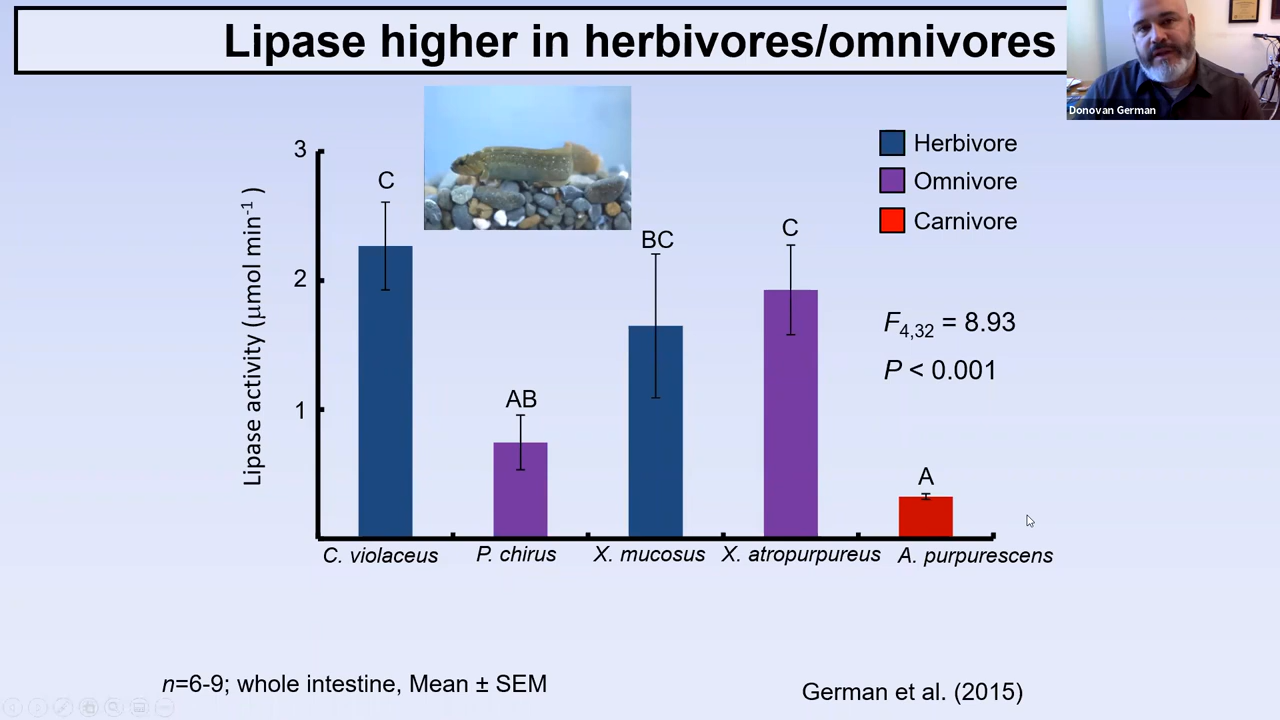 Lipase higher in herbivores/omnivores
Donovan German
Lipase activity (μmol min-1 )
3
2
1
C
AB
BC
C
A
Herbivore
Omnivore
Carnivore
F4,32 = 8.93
P < 0.001
C. violaceus
P. chirus
X. mucosus
X. atropurpureus
A. purpurescens
n=6-9; whole intestine, Mean ± SEM
German et al. (2015)